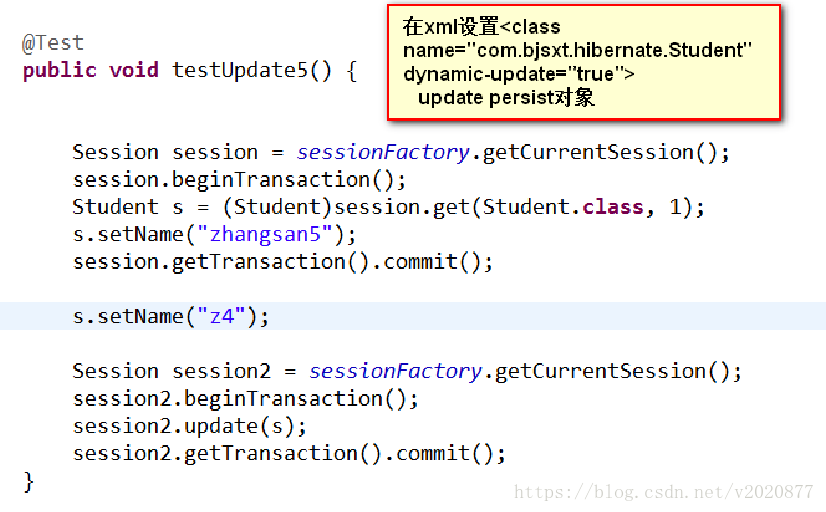 @Test
public void testUpdate5() {
在xml设置<class
name="com.bjsxt.hibernate.Student"
dynamic-update="true">
update persist对象
Session session = sessionFactory.getCurrentSession();
session.beginTransaction();
Student s = (Student)session.get(Student.class, 1);
s.setName("zhangsan5");
session.getTransaction().commit();
s.setName("z4");
Session session2 = sessionFactory.getCurrentSession();
session2.beginTransaction();
session2.update(s);
session2.getTransaction().commit();
}
https://blog.csdn.net/v2020877